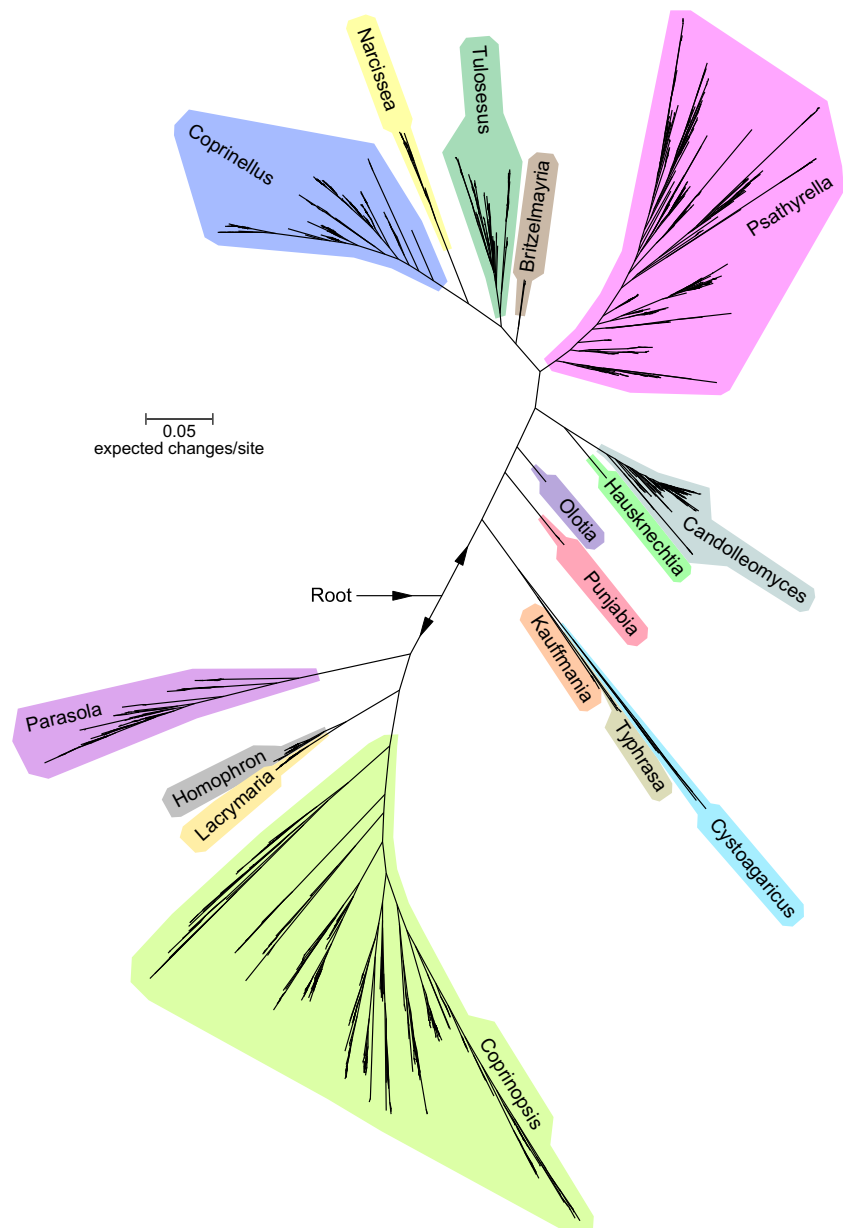 Narcissea
Tulosesus
Coprinellus
Britzelmayria
Psathyrella
0.05
expected changes/site
Olotia
Hausknechtia
Candolleomyces
Punjabia
Root
Kauffmania
Typhrasa
Parasola
Homophron
Lacrymaria
Cystoagaricus
Coprinopsis